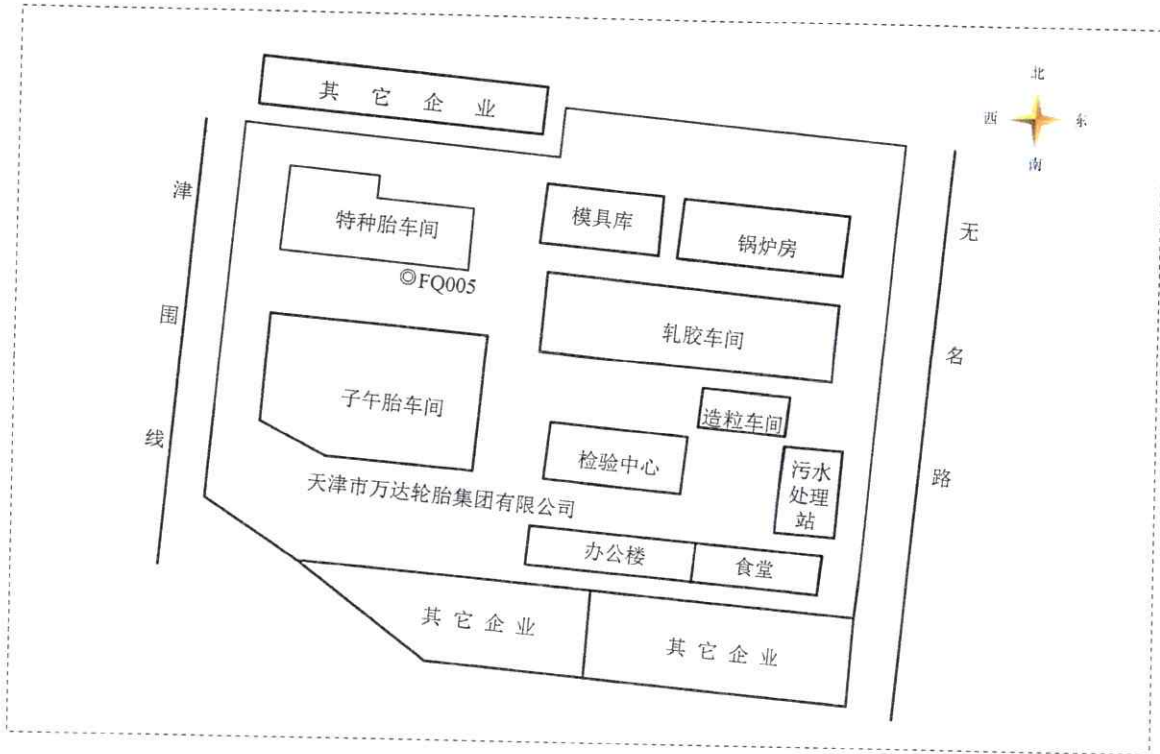 北
西 东
南
其 它 企 业
津
围
线
无
名
路
特种胎车间
模具库
锅炉房
◎FQ005
轧胶车间
子午胎车间
造粒车间
检验中心
污水
处理
站
天津市万达轮胎集团有限公司
办公楼
食堂
其 它 企 业
其 它 企 业